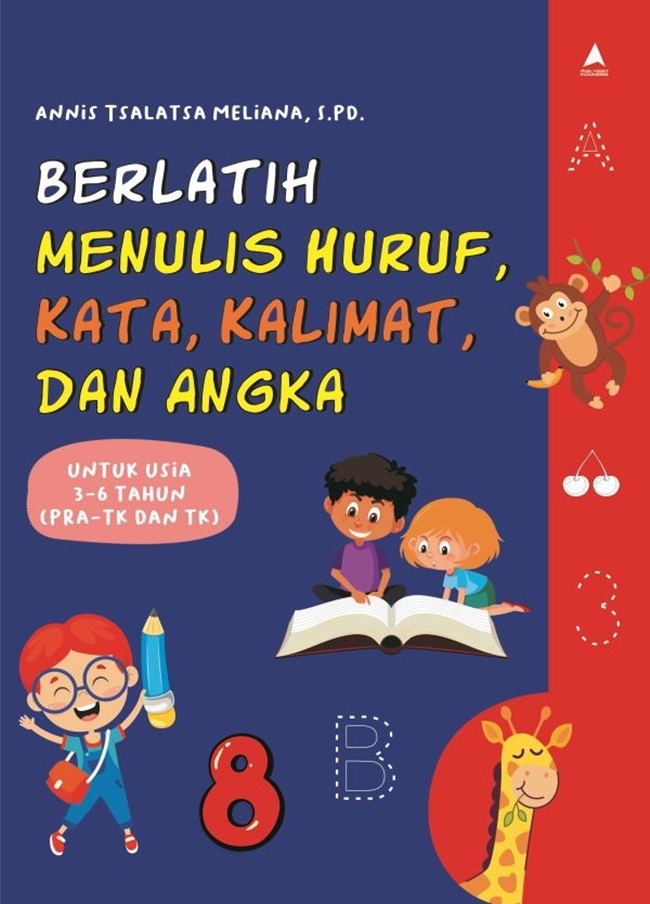 ANNIS TSALATSA MELIANA, S.PD.
BERLATIH
MENULIS HURUF,
KATA, KALIMAT,
DAN ANGKA
UNTUK USIA
3-6 TAHUN
(PRA-TK DAN TK)
A
3
8
B